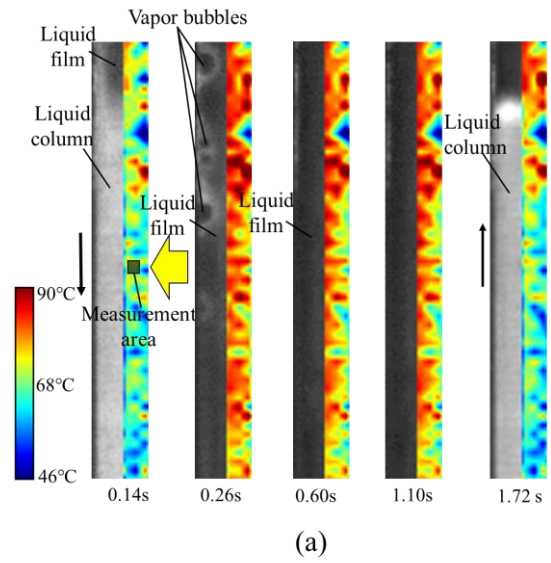 Vapor bubbles
Liquid
film
Liquid
column
Liquid
film
Liquid
film
Liquid
column
Measurement
area
90℃
68℃
46℃
0.14s
0.26s
0.60s
1.10s
1.72s
(a)